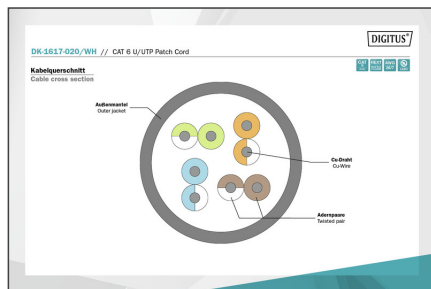 DIGITUS®
DK-1617-020/WH // CAT 6 U/UTP Patch Cord
Kabelquerschnitt
Cable cross section
Außenmantel
Outer jacket
Cu-Draht
Cu-Wire
Adernpaare
Twisted pair